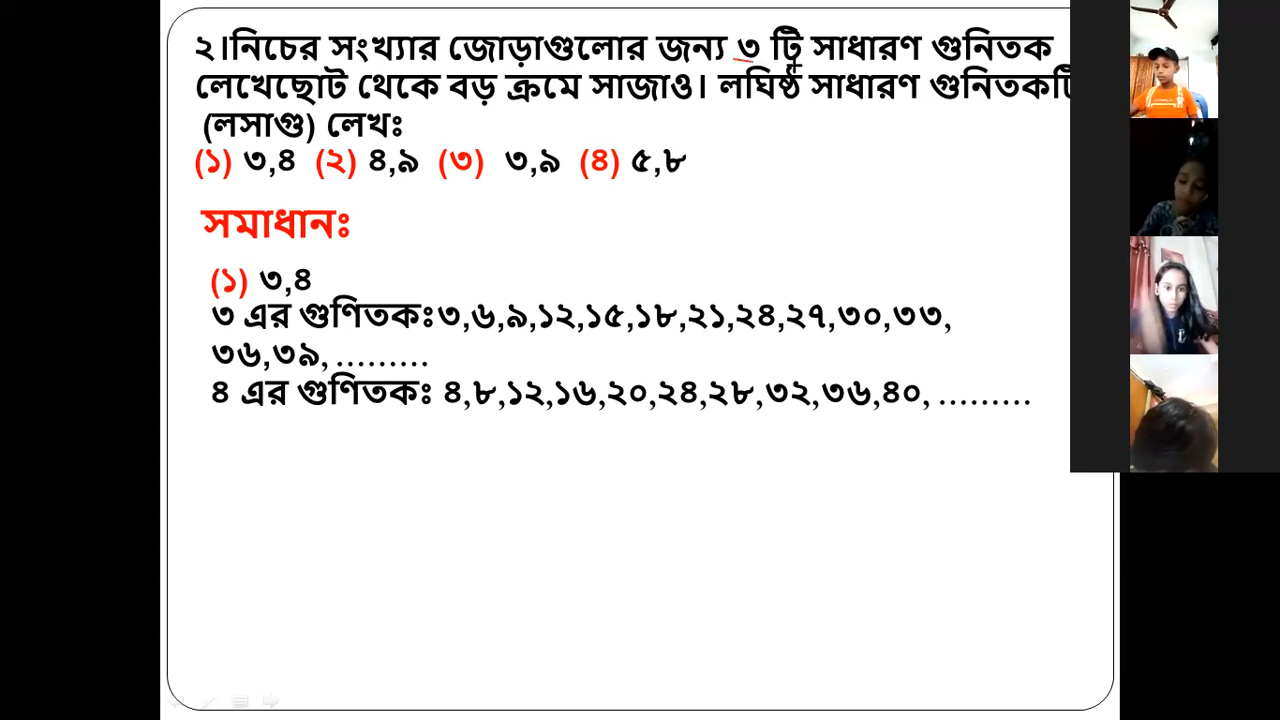 ২।নিচের সংখ্যার জোড়াগুলোর জন্য ৩ টি সাধারণ গুনিতক
লেখেছোট থেকে বড় ক্রমে সাজাও। লঘিষ্ঠ সাধারণ গুনিতকটি
(লসাগু) লেখঃ
(১) ৩,৪ (২) ৪,৯ (৩) ৩,৯ (৪) ৫,৮
সমাধানঃ
(১) ৩,৪
৩ এর গুণিতকঃ৩,৬,৯,১২,১৫,১৮,২১,২৪,২৭,৩০,৩৩,
৩৬,৩৯, .........
৪ এর গুণিতকঃ ৪,৮,১২,১৬,২০,২৪,২৮,৩২,৩৬,৪০, .........